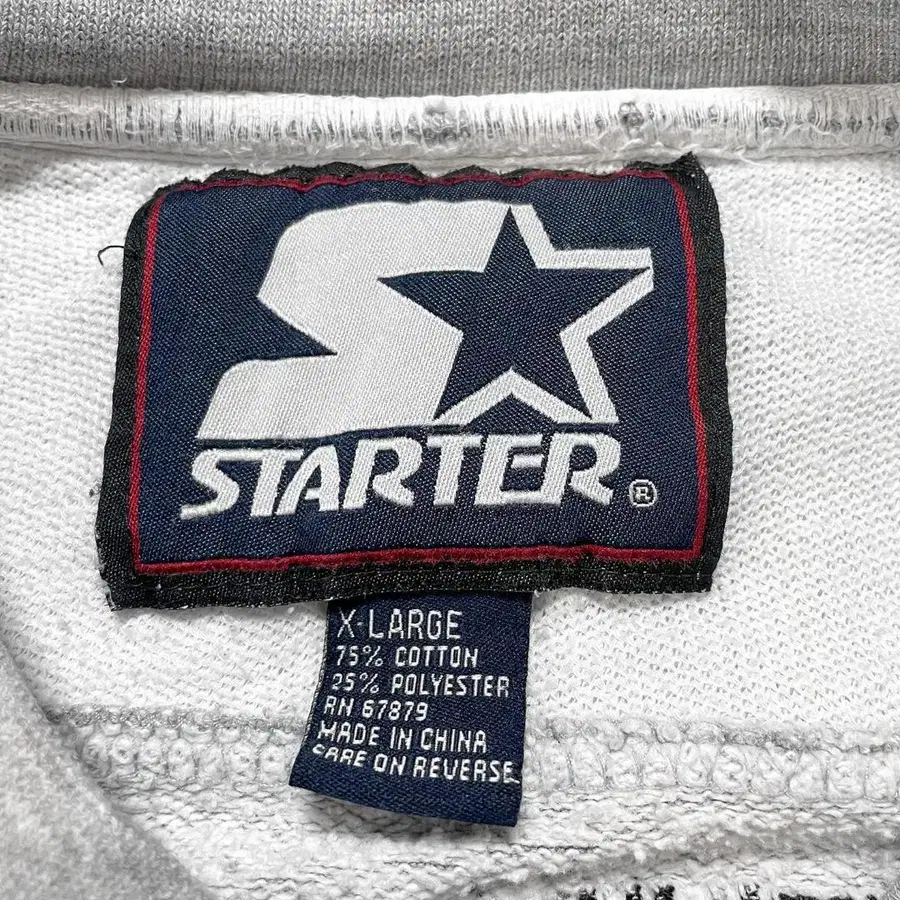 STARTER®
X-LARGE
75% COTTON
25% POLYESTER
RN 67879
MADE IN CHINA
CARE ON REVERSE